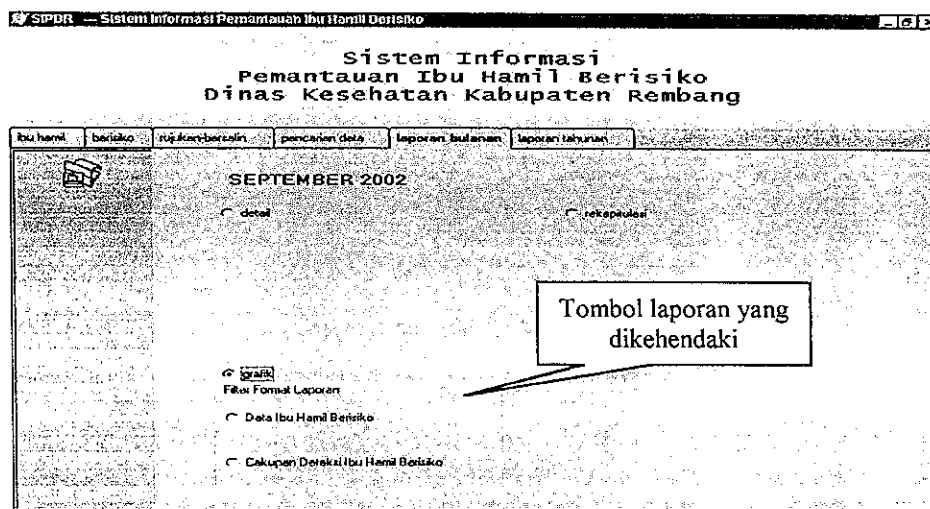 SIPDR — Sistem Informasi Pemantauan Ibu Hamil Berisiko
Sistem Informasi
Pemantauan Ibu Hamil Berisiko
Dinas Kesehatan Kabupaten Rembang
ibu hamil berisiko rujukan-bersalin pencarian data laporan bulanan laporan tahunan
SEPTEMBER 2002
detail rekapitulasi
Tombol laporan yang
dikehendaki
grafik
Filter Format Laporan
Data Ibu Hamil Berisiko
Cakupan Deteksi Ibu Hamil Berisiko